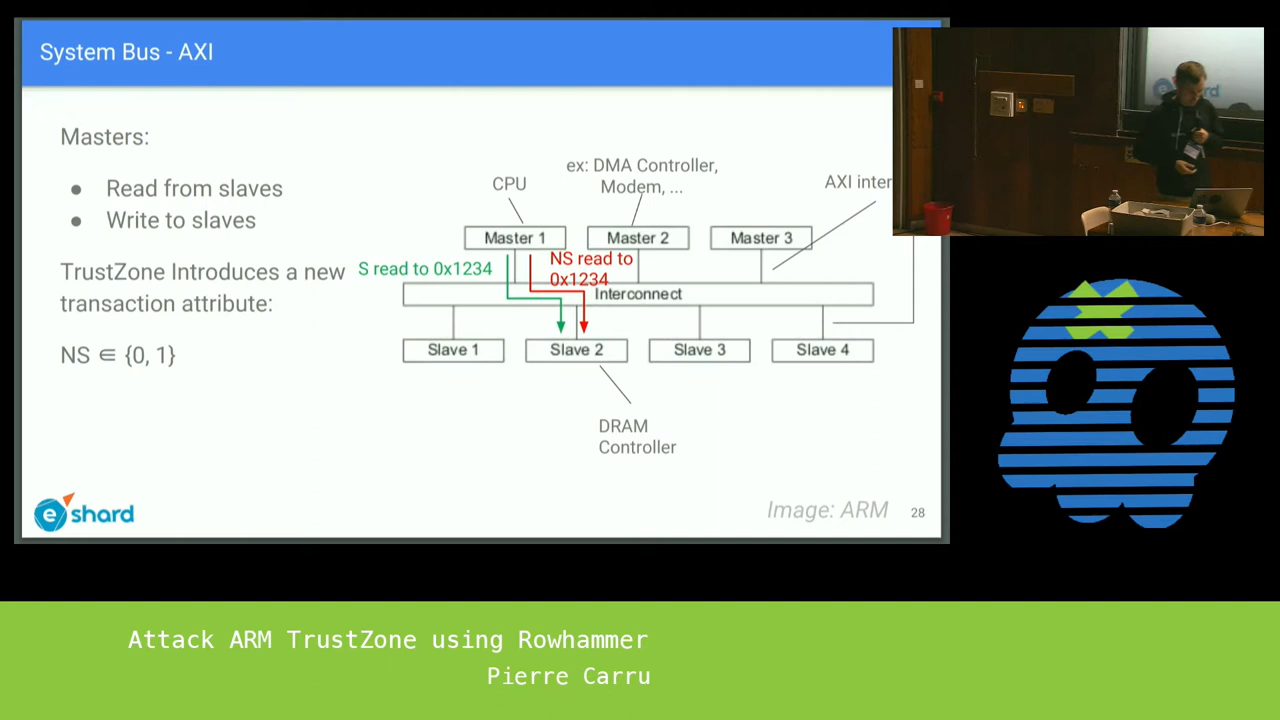 System Bus - AXI
Masters:
● Read from slaves
● Write to slaves
TrustZone Introduces a new
transaction attribute:
NS ∈ {0, 1}
CPU
ex: DMA Controller,
Modem, ...
AXI inter
Master 1
Master 2
Master 3
S read to 0x1234
NS read to
0x1234
Interconnect
Slave 1
Slave 2
Slave 3
Slave 4
DRAM
Controller
eshard
Image: ARM
28
shard
Attack ARM TrustZone using Rowhammer
Pierre Carru